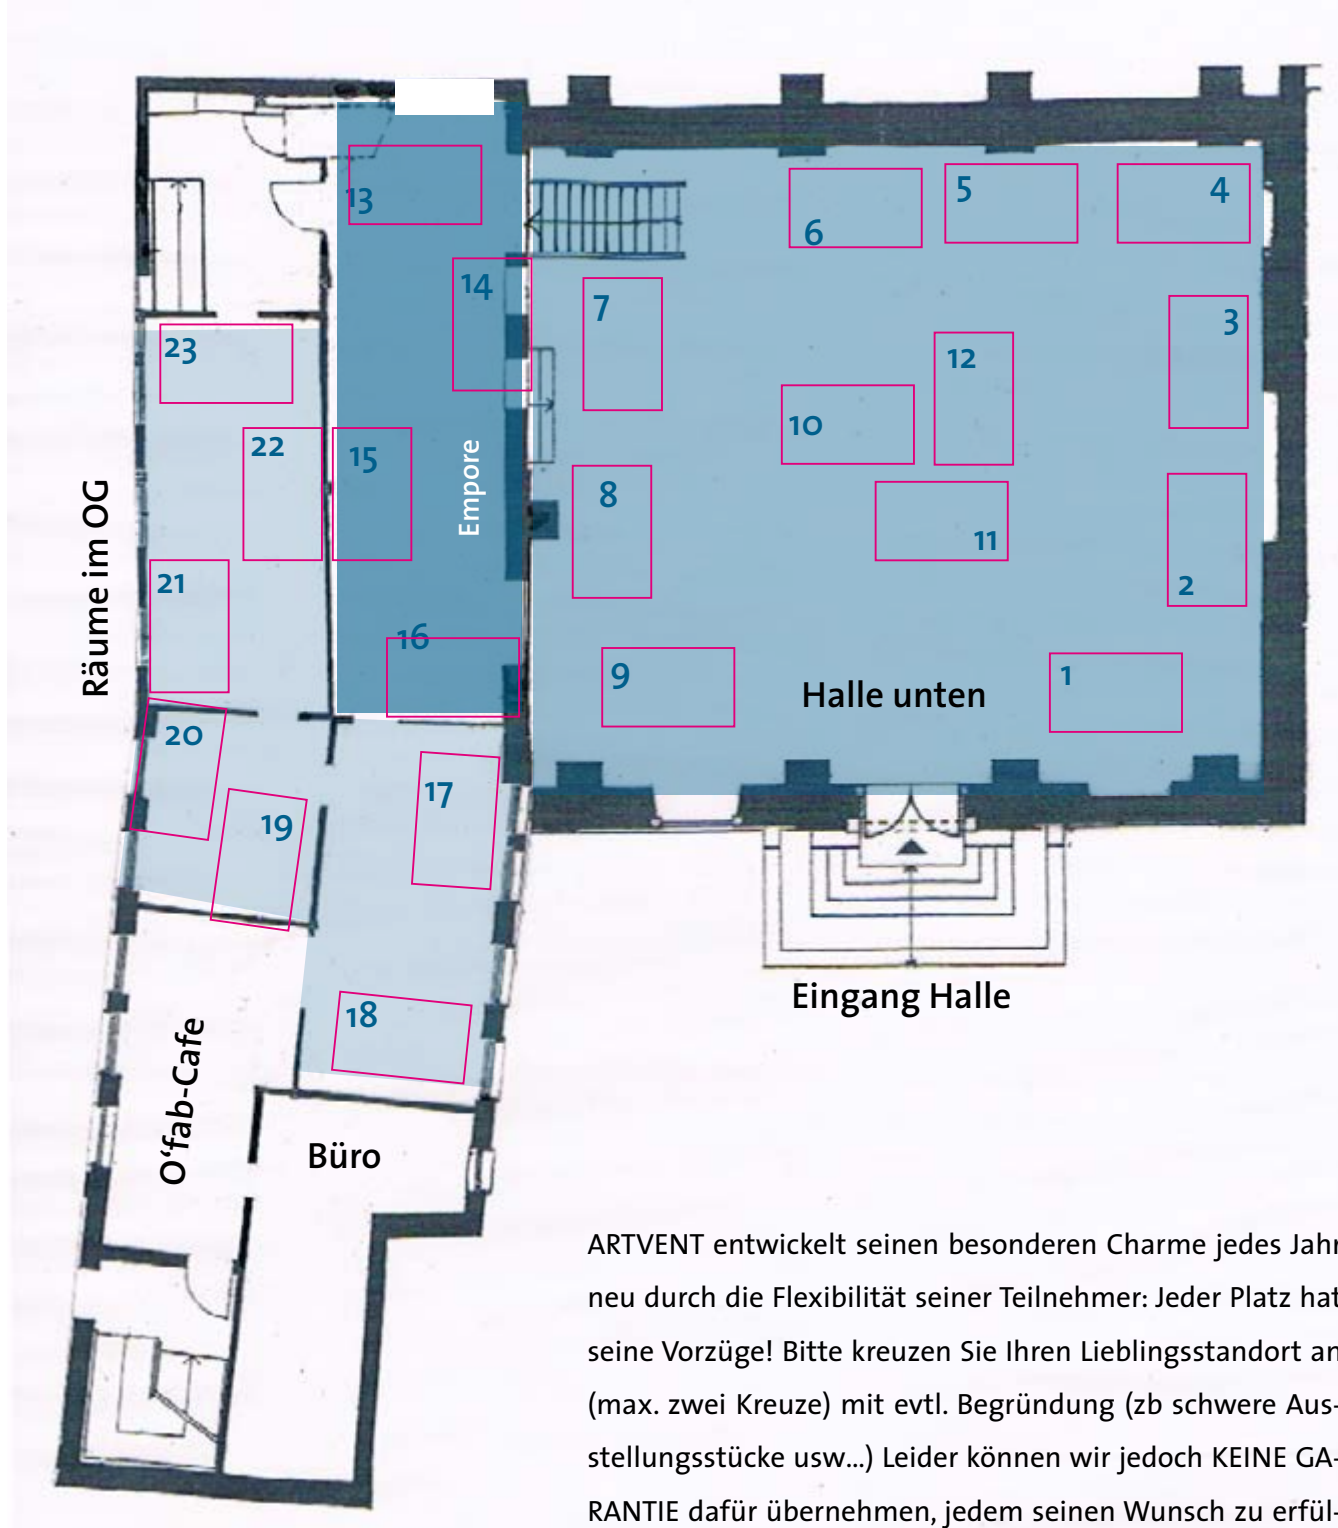 13
14
15
16
Empore
23
22
21
20
19
17
18
Räume im OG
6
5
4
7
3
12
10
8
11
2
9
1
Halle unten
Eingang Halle
O‘fab-Cafe
Büro
ARTVENT entwickelt seinen besonderen Charme jedes Jahr
neu durch die Flexibilität seiner Teilnehmer: Jeder Platz hat
seine Vorzüge! Bitte kreuzen Sie Ihren Lieblingsstandort an
(max. zwei Kreuze) mit evtl. Begründung (zb schwere Aus-
stellungsstücke usw...) Leider können wir jedoch KEINE GA-
RANTIE dafür übernehmen, jedem seinen Wunsch zu erfül-